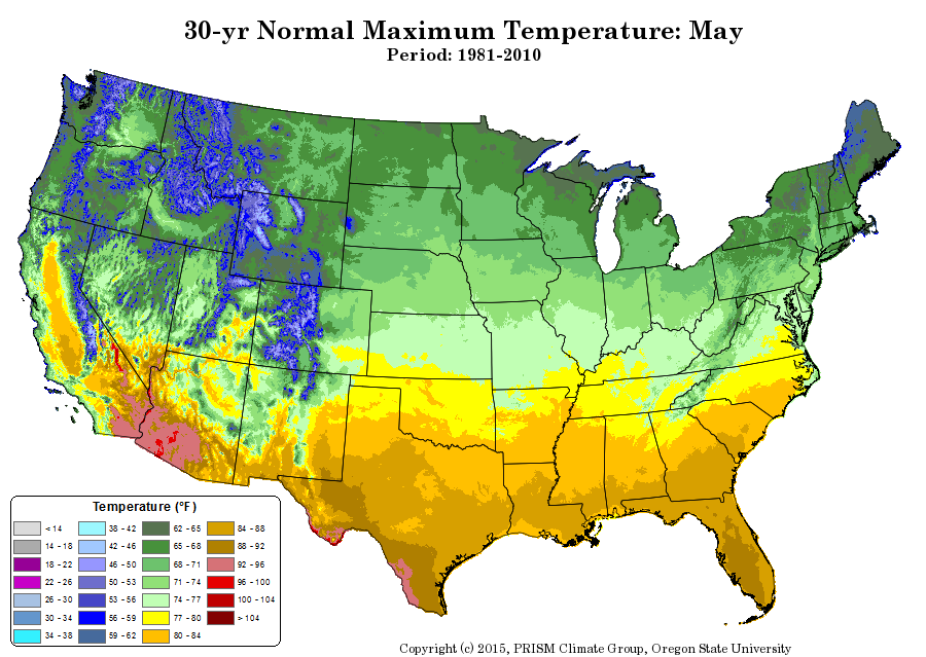 30-yr Normal Maximum Temperature: May
Period: 1981-2010
Temperature (°F)
< 14
14 - 18
18 - 22
22 - 26
26 - 30
30 - 34
34 - 38
38 - 42
42 - 46
46 - 50
50 - 53
53 - 56
56 - 59
59 - 62
62 - 65
65 - 68
68 - 71
71 - 74
74 - 77
77 - 80
80 - 84
84 - 88
88 - 92
92 - 96
96 - 100
100 - 104
> 104
Copyright (c) 2015, PRISM Climate Group, Oregon State University